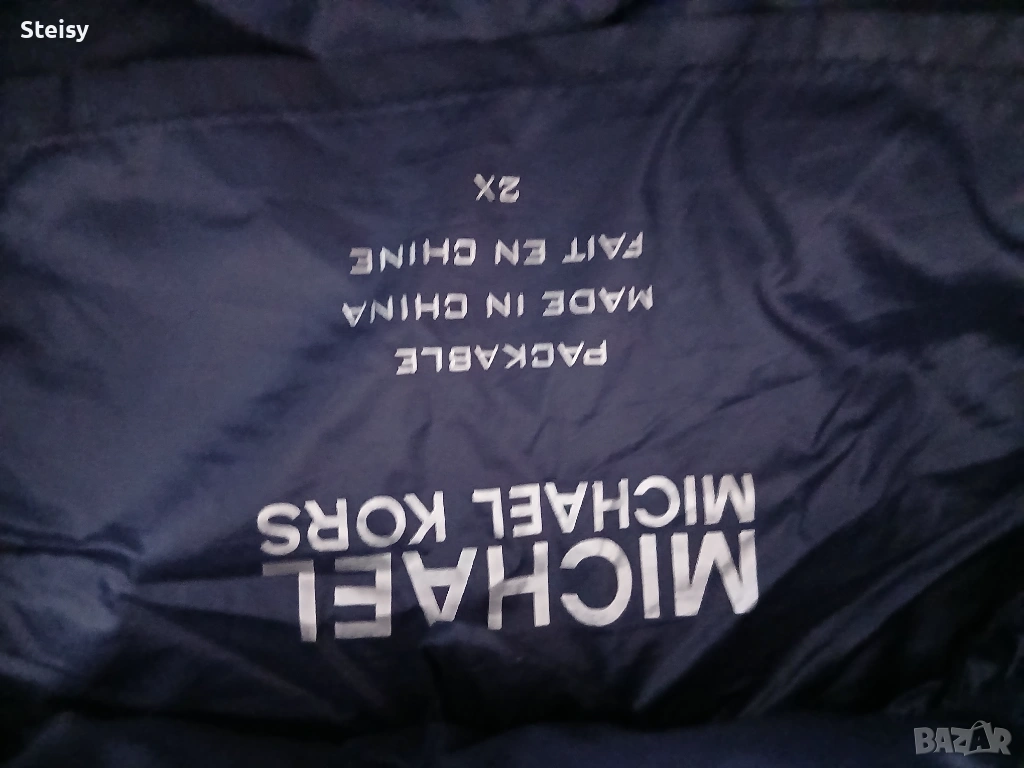 Steisy
MICHAEL
MICHAEL KORS
PACKABLE
MADE IN CHINA
FAIT EN CHINE
2X
BAZAR